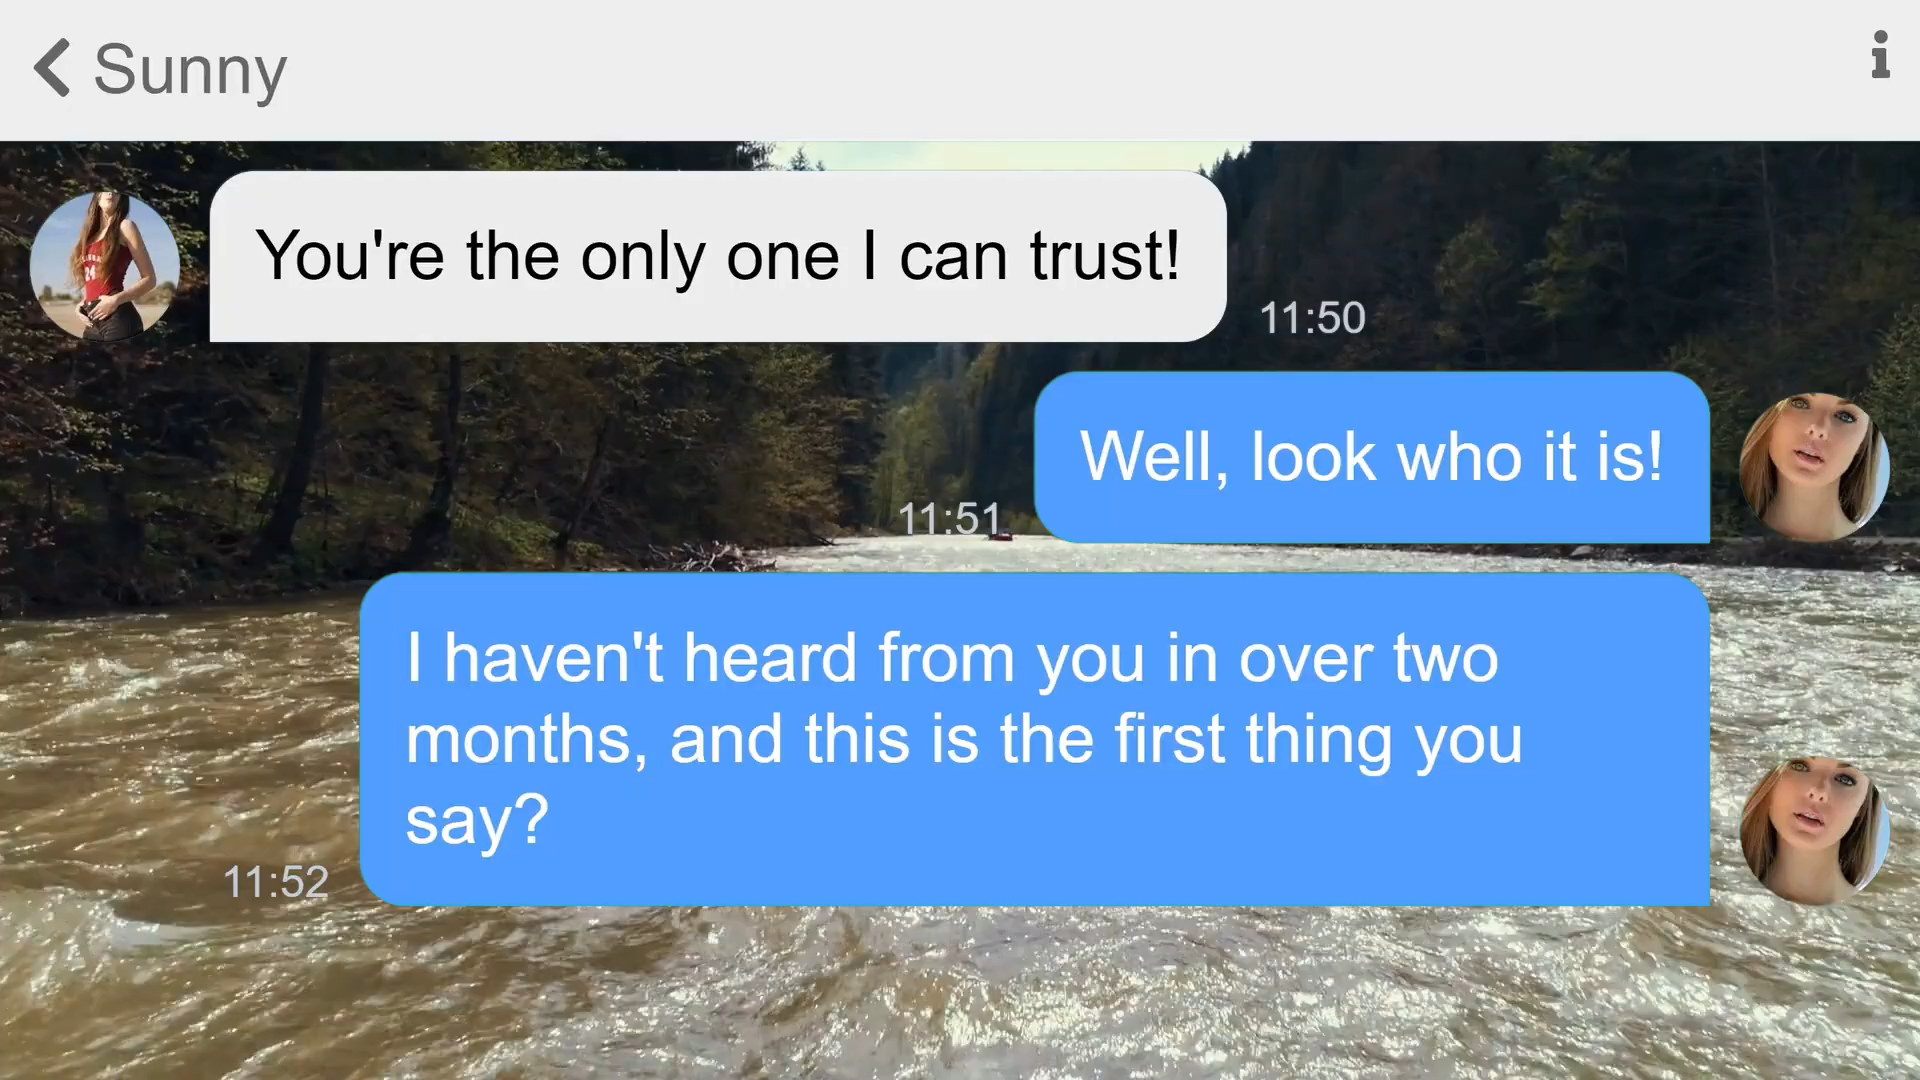 Sunny
You're the only one I can trust!
11:50
Well, look who it is!
11:51
I haven't heard from you in over two
months, and this is the first thing you
say?
11:52